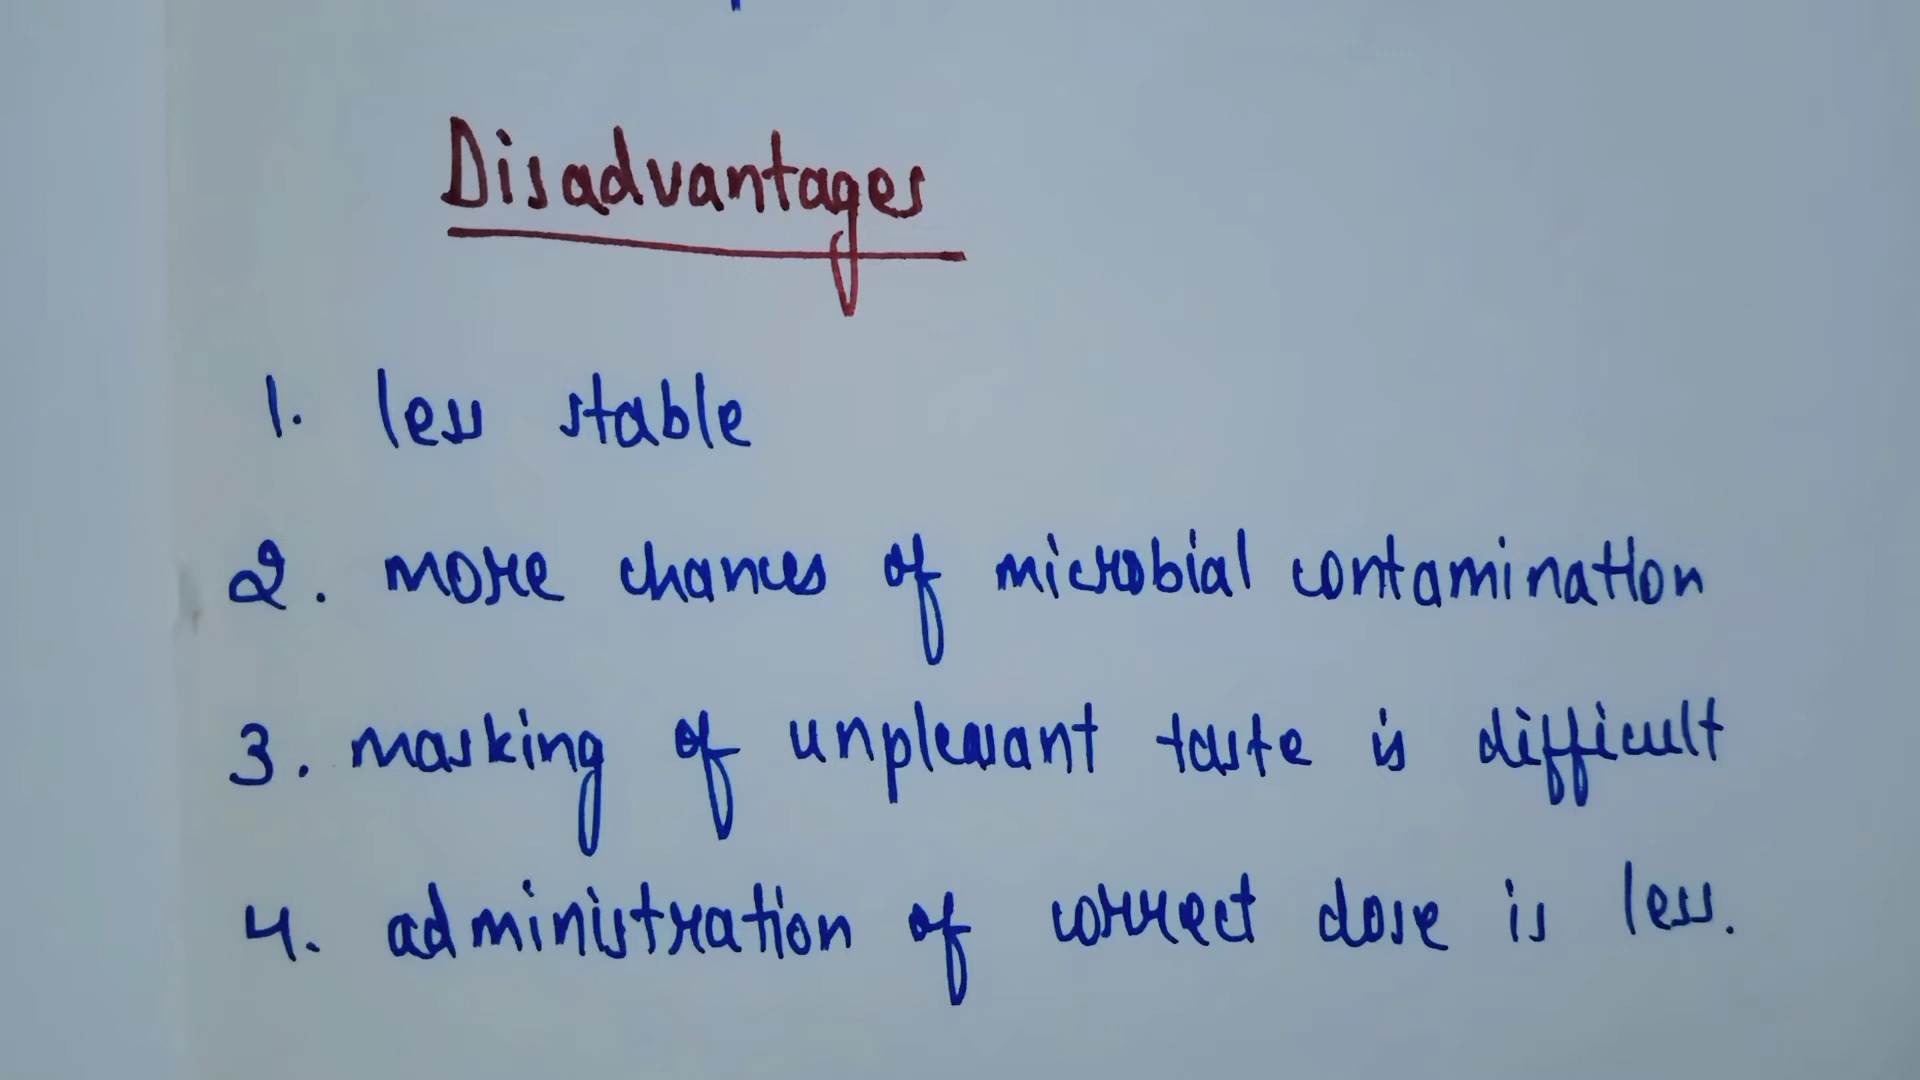 Disadvantages
1. less stable
2. more chances of microbial contamination
3. masking of unpleasant taste is difficult
4. administration of correct dose is less.